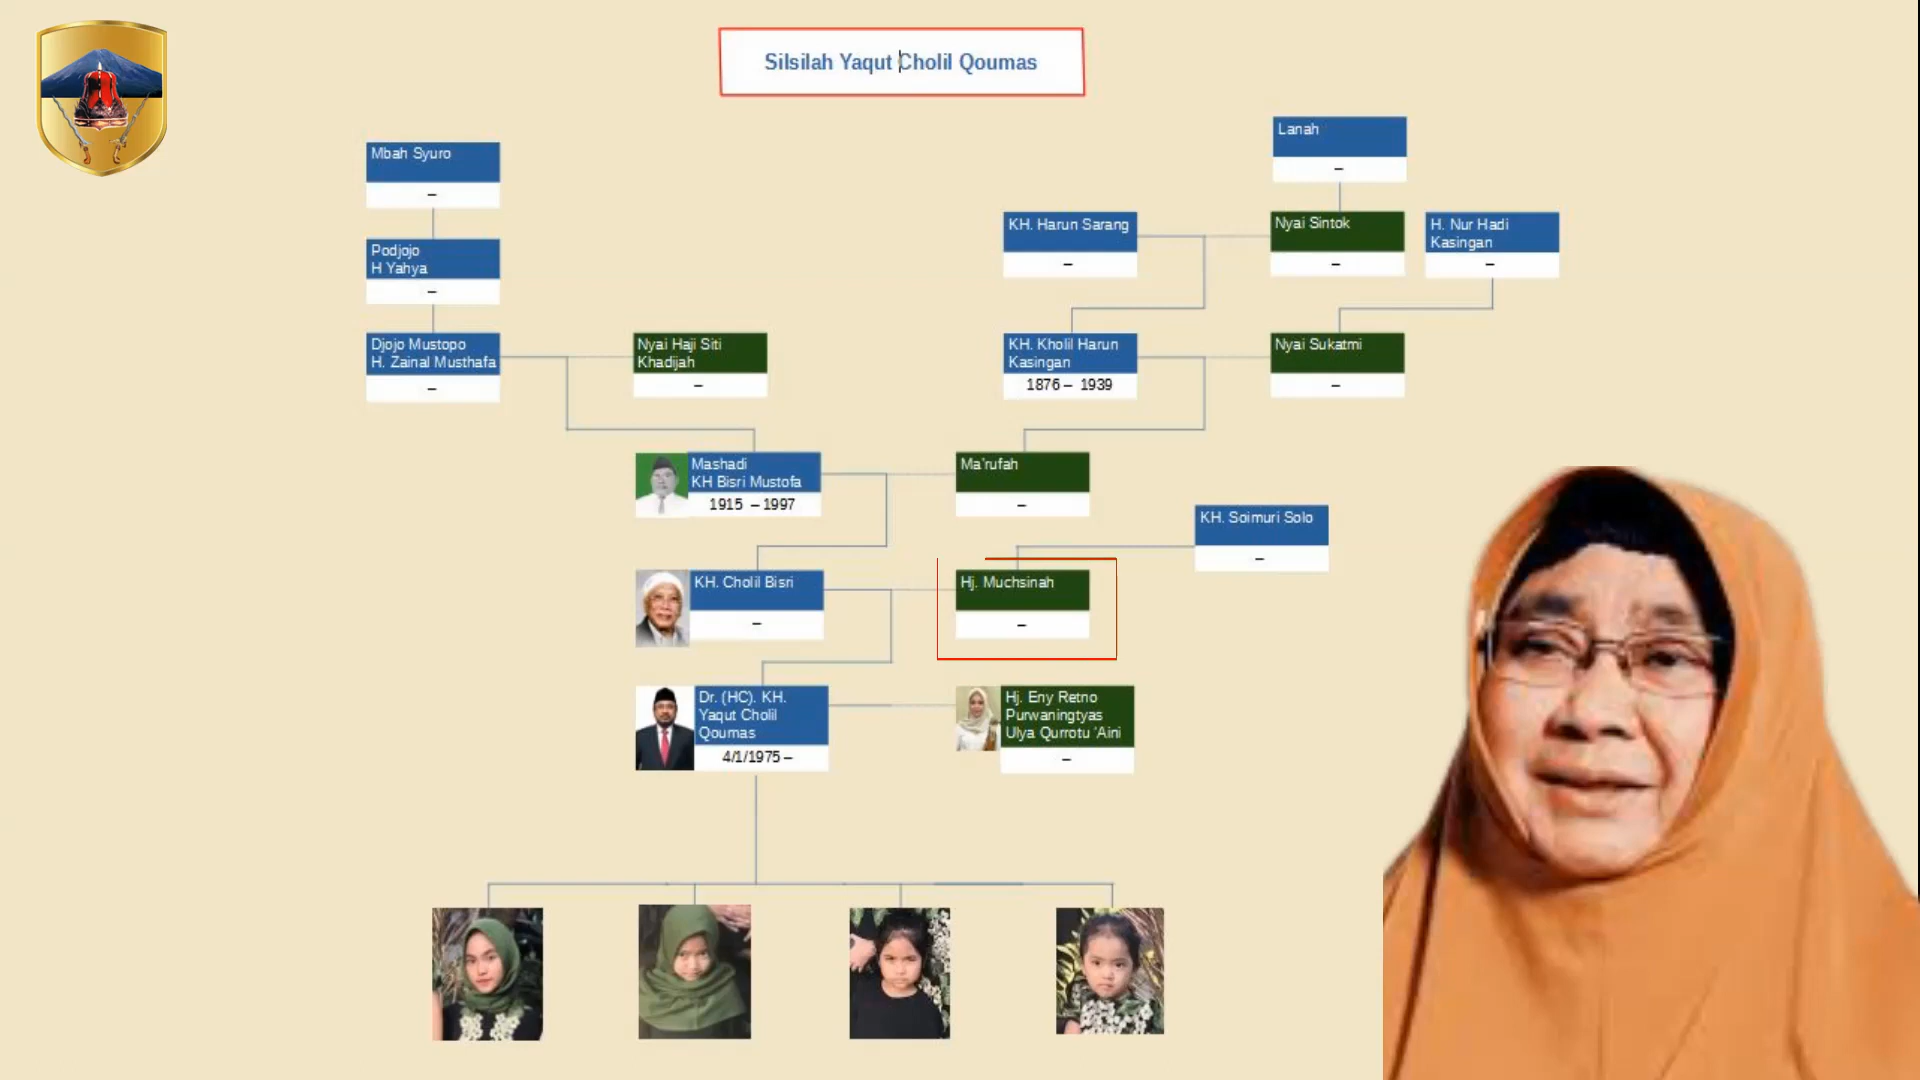 Silsilah Yaqut Cholil Qoumas
Lanah
–
Mbah Syuro
–
KH. Harun Sarang
–
Nyai Sintok
–
H. Nur Hadi
Kasingan
–
Podjojo
H Yahya
–
Djojo Mustopo
H. Zainal Musthafa
–
Nyai Haji Siti
Khadijah
–
KH. Kholil Harun
Kasingan
1876 – 1939
Nyai Sukatmi
–
Mashadi
KH Bisri Mustofa
1915 – 1997
Ma'rufah
–
KH. Soimuri Solo
–
KH. Cholil Bisri
–
Hj. Muchsinah
–
Dr. (HC). KH.
Yaqut Cholil
Qoumas
4/1/1975 –
Hj. Eny Retno
Purwaningtyas
Ulya Qurrotu 'Aini
–